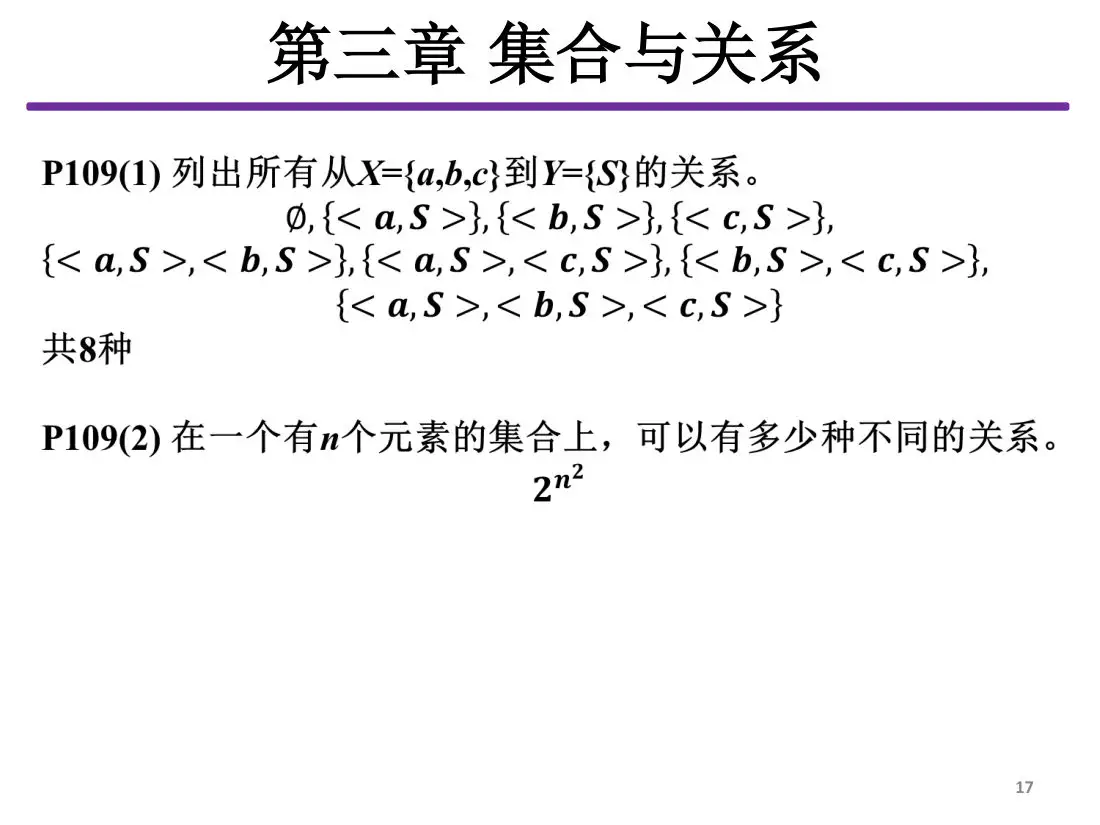 第三章 集合与关系
P109(1) 列出所有从X={a,b,c}到Y={S}的关系。
∅,{< a, S >},{< b, S >},{< c, S >},
{< a, S >,< b, S >},{< a, S >,< c, S >},{< b, S >,< c, S >},
{< a, S >,< b, S >,< c, S >}
共8种
P109(2) 在一个有n个元素的集合上，可以有多少种不同的关系。
2^{n^2}
17